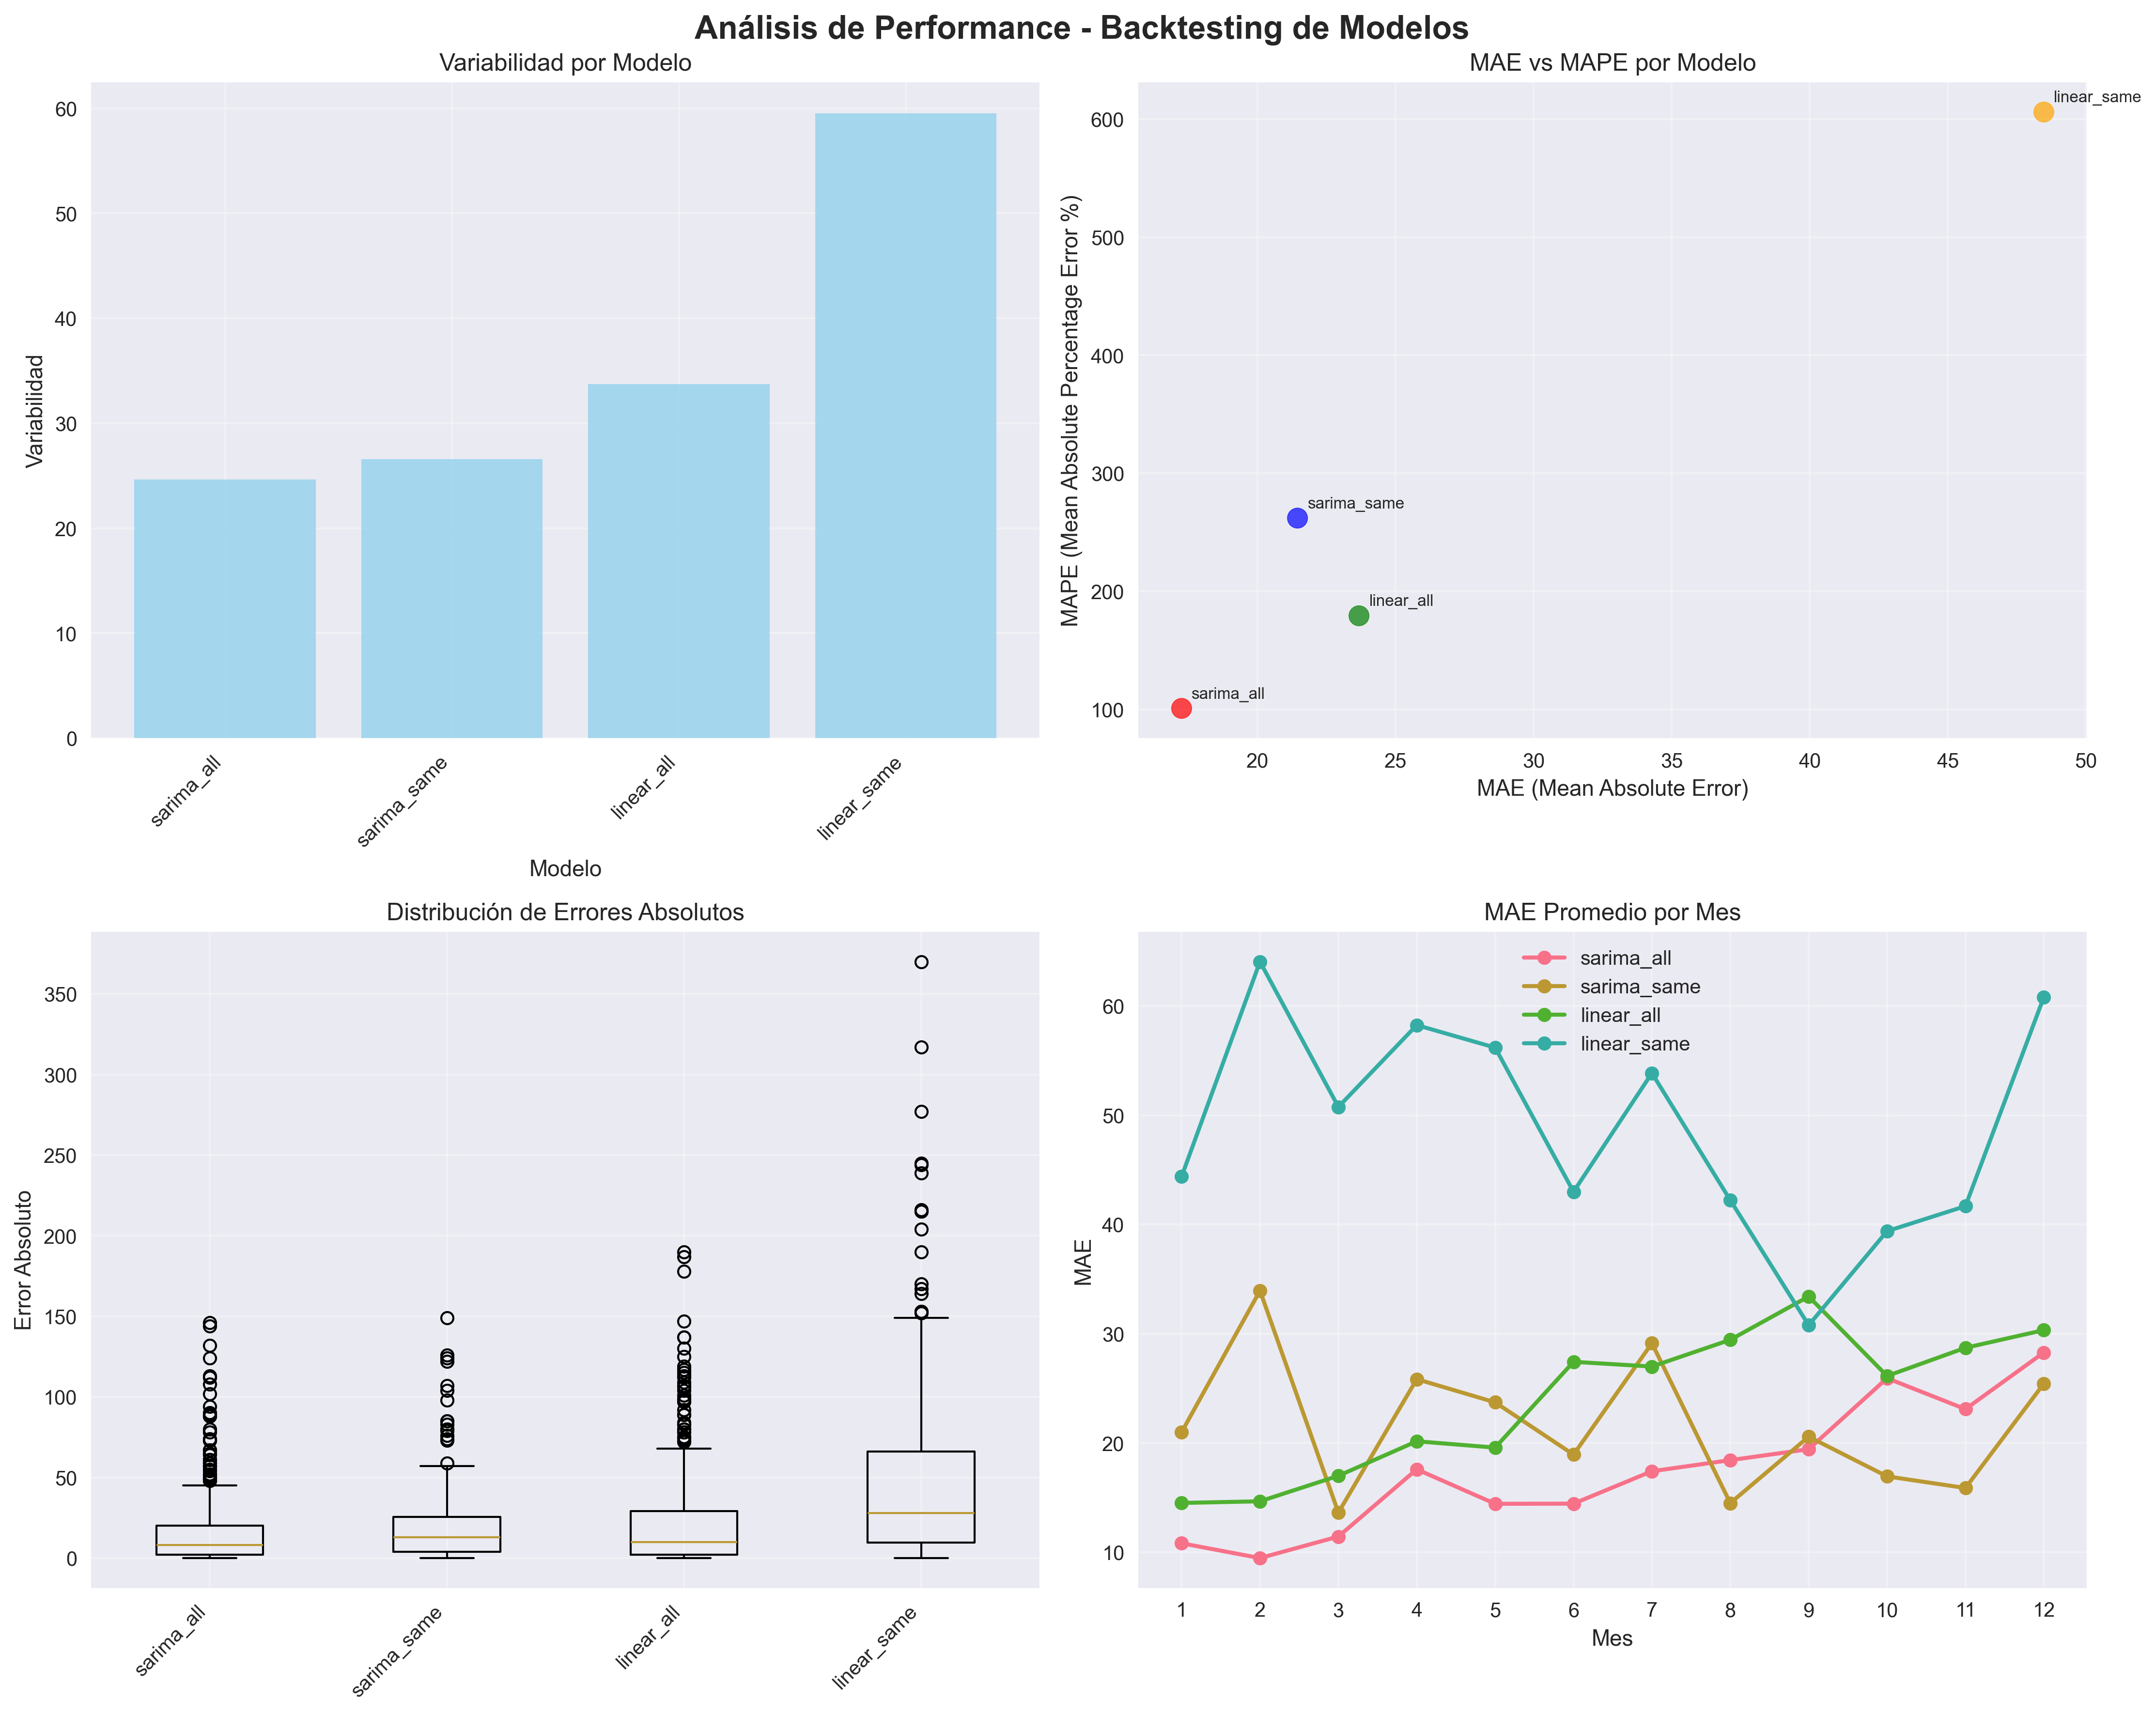 Análisis de Performance - Backtesting de Modelos
Variabilidad por Modelo
Variabilidad
60
50
40
30
20
10
0
sarima_all
sarima_same
linear_all
linear_same
Modelo
MAE vs MAPE por Modelo
MAPE (Mean Absolute Percentage Error %)
600
500
400
300
200
100
linear_same
sarima_same
linear_all
sarima_all
20
25
30
35
40
45
50
MAE (Mean Absolute Error)
Distribución de Errores Absolutos
Error Absoluto
350
300
250
200
150
100
50
0
sarima_all
sarima_same
linear_all
linear_same
MAE Promedio por Mes
MAE
60
50
40
30
20
10
sarima_all
sarima_same
linear_all
linear_same
1
2
3
4
5
6
7
8
9
10
11
12
Mes